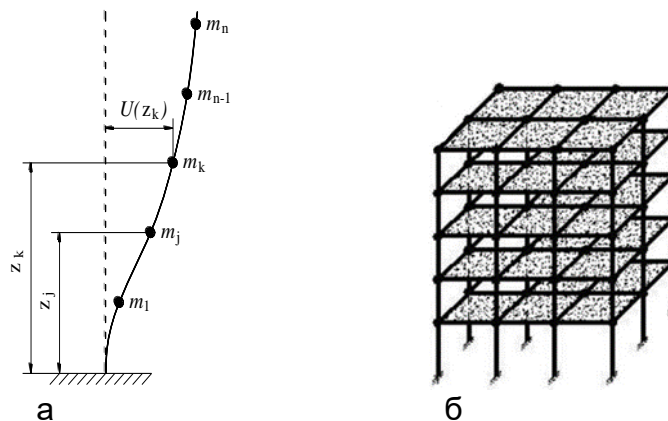 m_n
m_n-1
U(z_k)
m_k
m_j
z_k
z_j
m_1
а
б